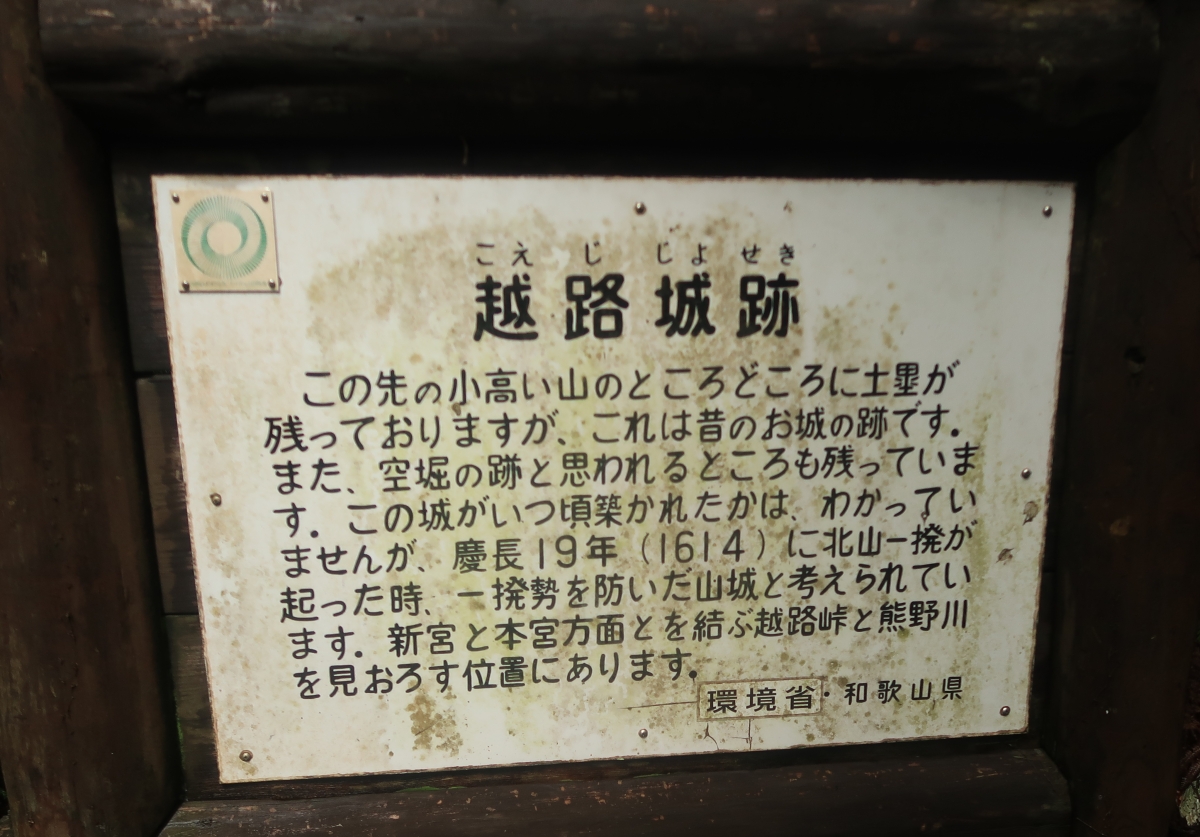 こえ じ じよ せき
越路城跡
この先の小高い山のところどころに土塁が
残っておりますが、これは昔のお城の跡です。
また、空堀の跡と思われるところも残っていま
す。この城がいつ頃築かれたかは、わかってい
ませんが、慶長19年（1614）に北山一揆が
起った時、一揆勢を防いだ山城と考えられてい
ます。新宮と本宮方面とを結ぶ越路峠と熊野川
を見おろす位置にあります。
環境省・和歌山県